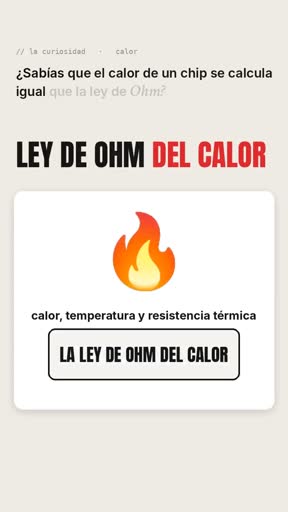 // la curiosidad · calor
¿Sabías que el calor de un chip se calcula
igual que la ley de Ohm?
LEY DE OHM DEL CALOR
calor, temperatura y resistencia térmica
LA LEY DE OHM DEL CALOR